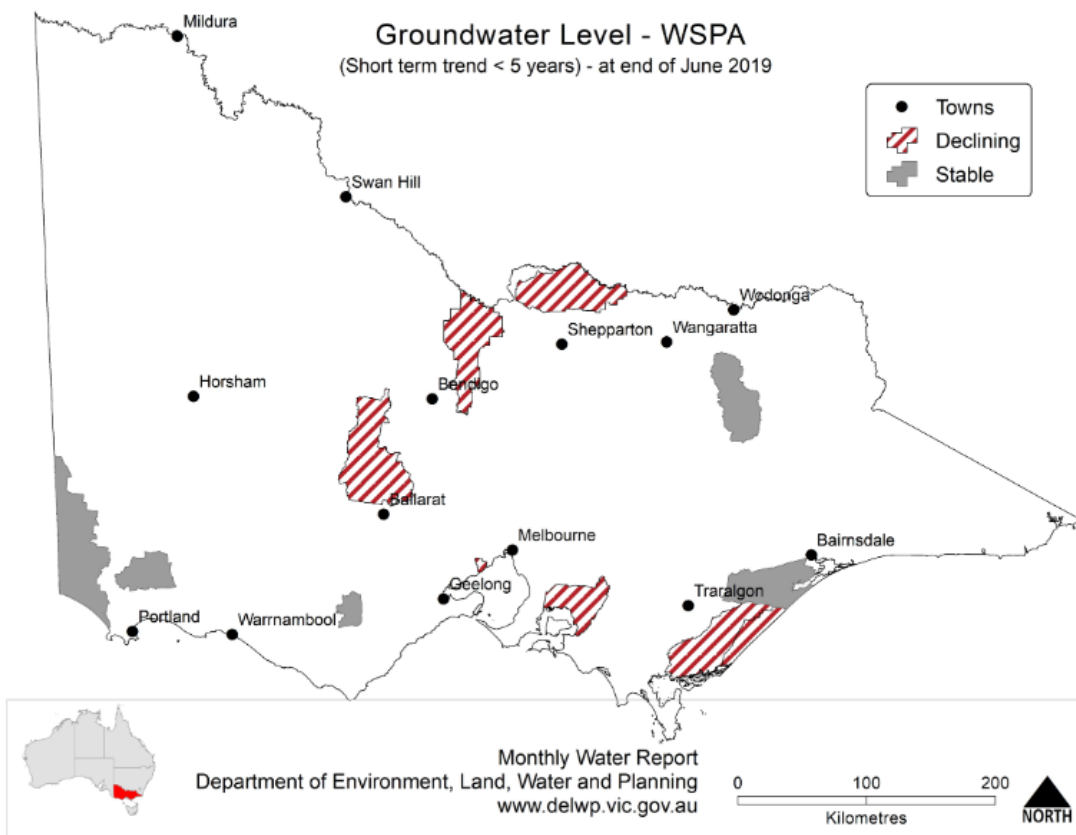 Groundwater Level - WSPA
(Short term trend < 5 years) - at end of June 2019
Towns
Declining
Stable
Mildura
Swan Hill
Wodonga
Shepparton
Wangaratta
Horsham
Bendigo
Ballarat
Melbourne
Bairnsdale
Geelong
Traralgon
Portland
Warrnambool
Monthly Water Report
Department of Environment, Land, Water and Planning
www.delwp.vic.gov.au
0 100 200
Kilometres
NORTH